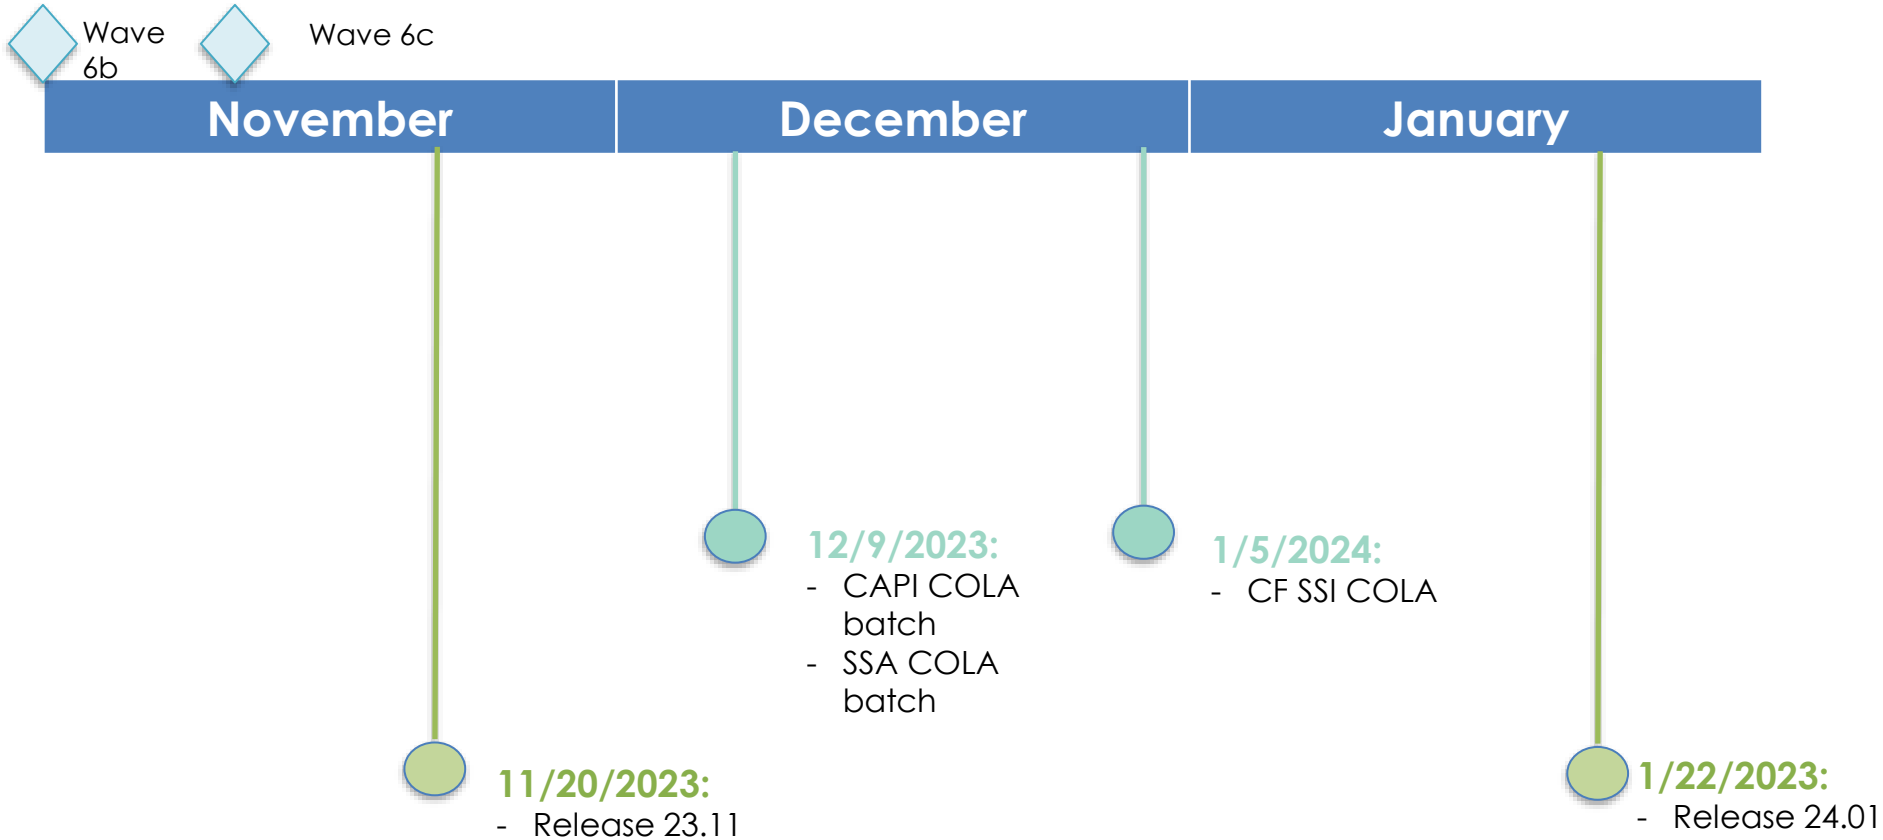 Wave
6b
Wave 6c
November
December
January
12/9/2023:
- CAPI COLA
batch
- SSA COLA
batch
1/5/2024:
- CF SSI COLA
11/20/2023:
- Release 23.11
1/22/2023:
- Release 24.01